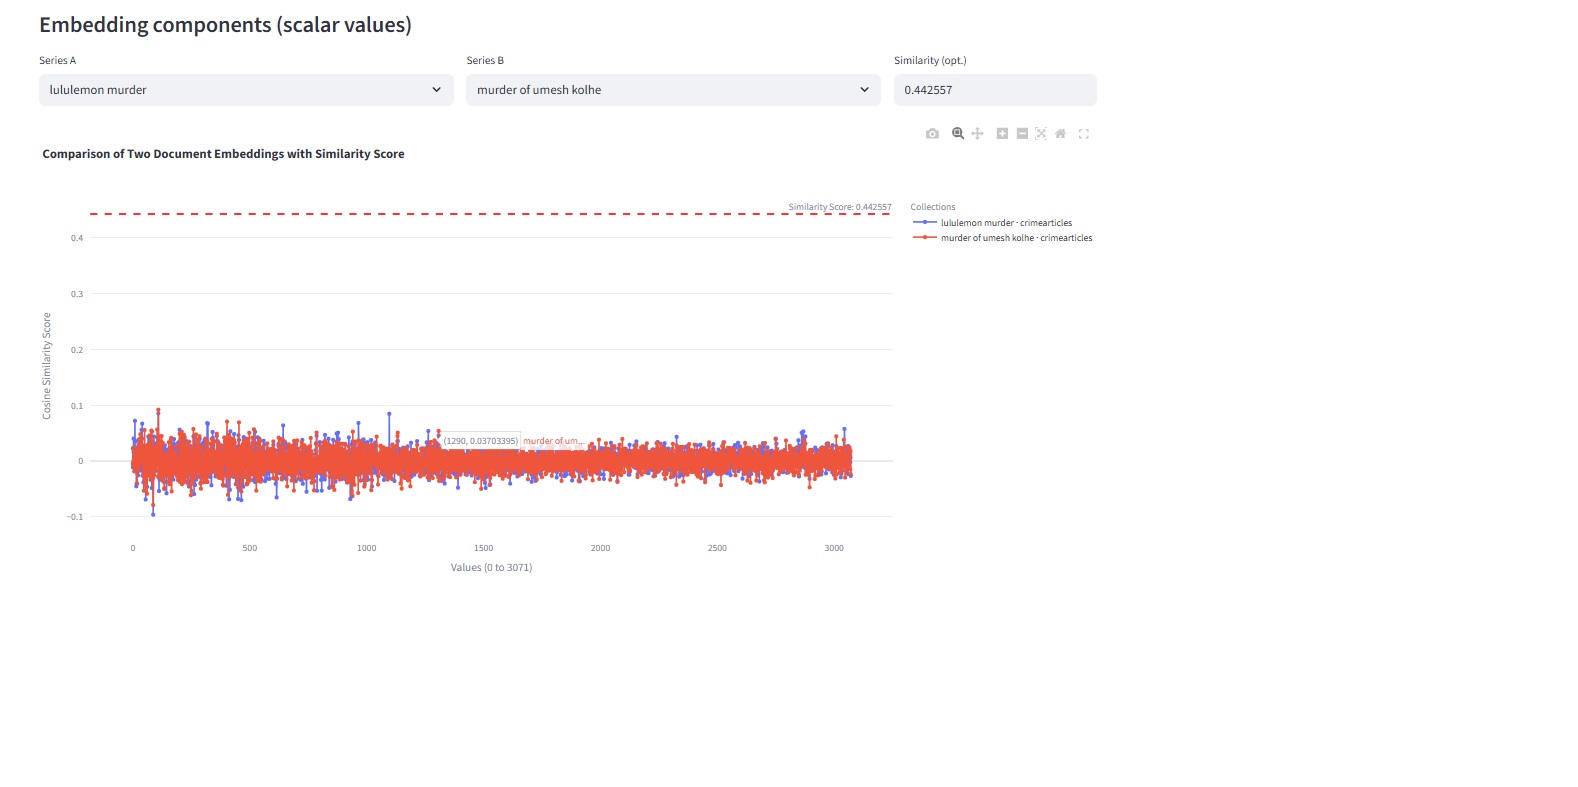 Embedding components (scalar values)
Series A
Series B
Similarity (opt.)
lululemon murder
murder of umesh kolhe
0.442557
Comparison of Two Document Embeddings with Similarity Score
Similarity Score: 0.442557
Collections
lululemon murder · crimearticles
murder of umesh kolhe · crimearticles
0.4
0.3
0.2
0.1
0
−0.1
Cosine Similarity Score
(1290, 0.03703395) murder of um...
0 500 1000 1500 2000 2500 3000
Values (0 to 3071)